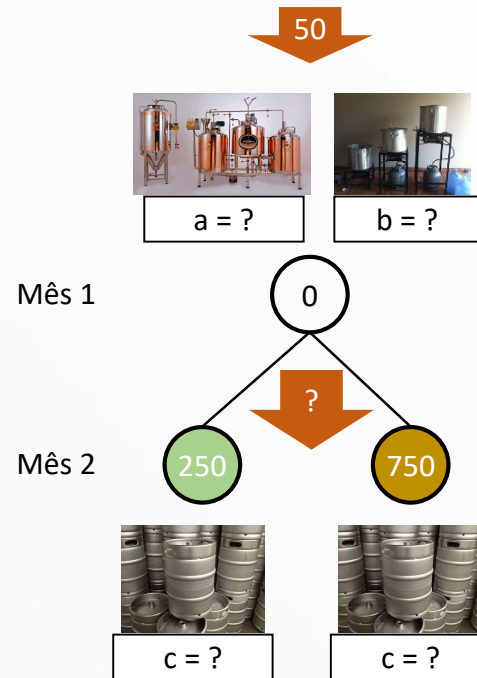 50
a = ?
b = ?
Mês 1
0
?
Mês 2
250
750
c = ?
c = ?